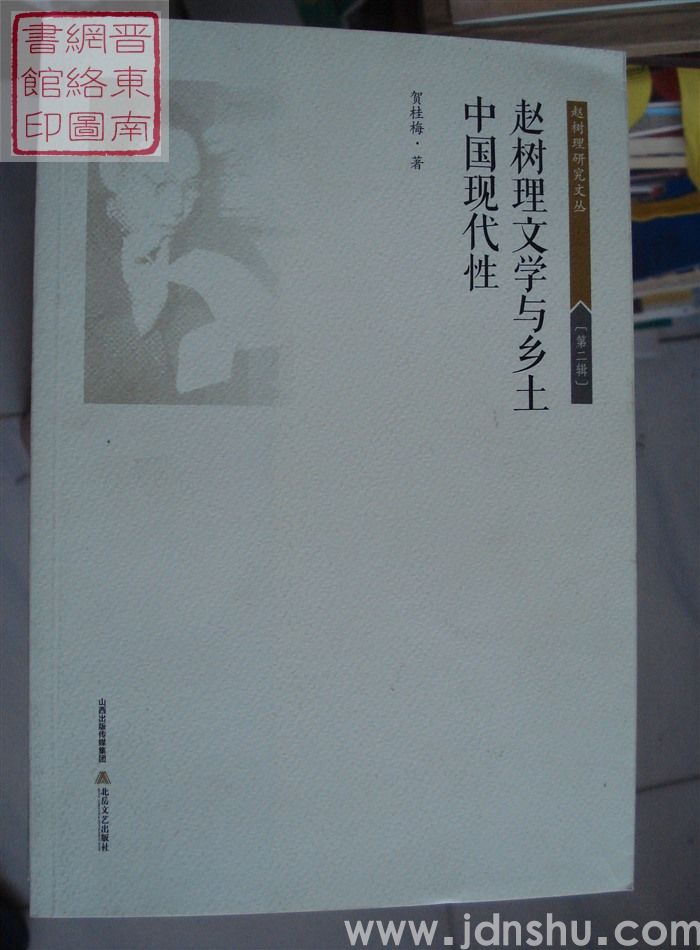 晋東南
網絡圖
書館印
赵树理研究文丛
〔第二辑〕
赵树理文学与乡土
中国现代性
贺桂梅·著
山西出版传媒集团
北岳文艺出版社
www.jdnshu.com